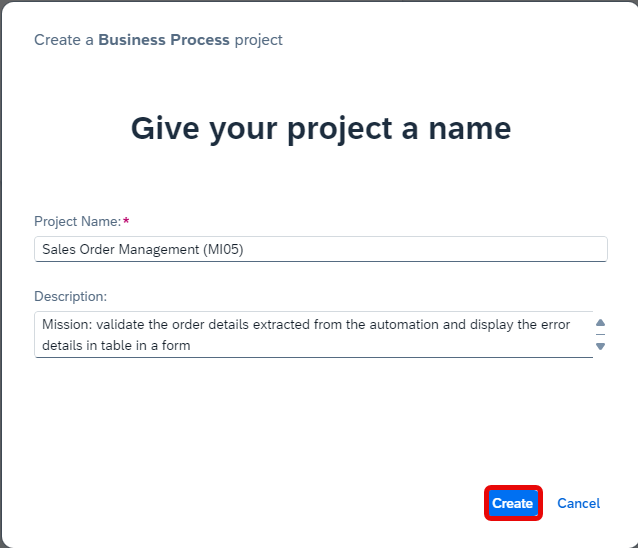 Create a Business Process project
Give your project a name
Project Name:*
Sales Order Management (MI05)
Description:
Mission: validate the order details extracted from the automation and display the error
details in table in a form
Create Cancel